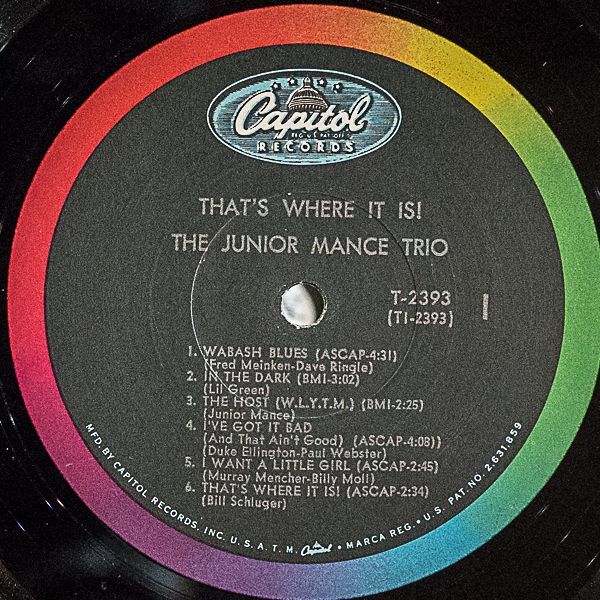 Capitol
REG. U.S. PAT. OFF.
RECORDS
THAT'S WHERE IT IS!
THE JUNIOR MANCE TRIO
T-2393
(T1-2393)
1
1. WABASH BLUES (ASCAP-4:31)
(Fred Meinken-Dave Ringle)
2. IN THE DARK (BMI-3:02)
(Lil Green)
3. THE HOST (W.L.Y.T.M.) (BMI-2:25)
(Junior Mance)
4. I'VE GOT IT BAD
(And That Ain't Good) (ASCAP-4:08))
(Duke Ellington-Paul Webster)
5. I WANT A LITTLE GIRL (ASCAP-2:45)
(Murray Mencher-Billy Moll)
6. THAT'S WHERE IT IS! (ASCAP-2:34)
(Bill Schluger)
MFD. BY CAPITOL RECORDS, INC. U.S.A. T.M. Capitol • MARCA REG. • U.S. PAT. NO. 2,631,859